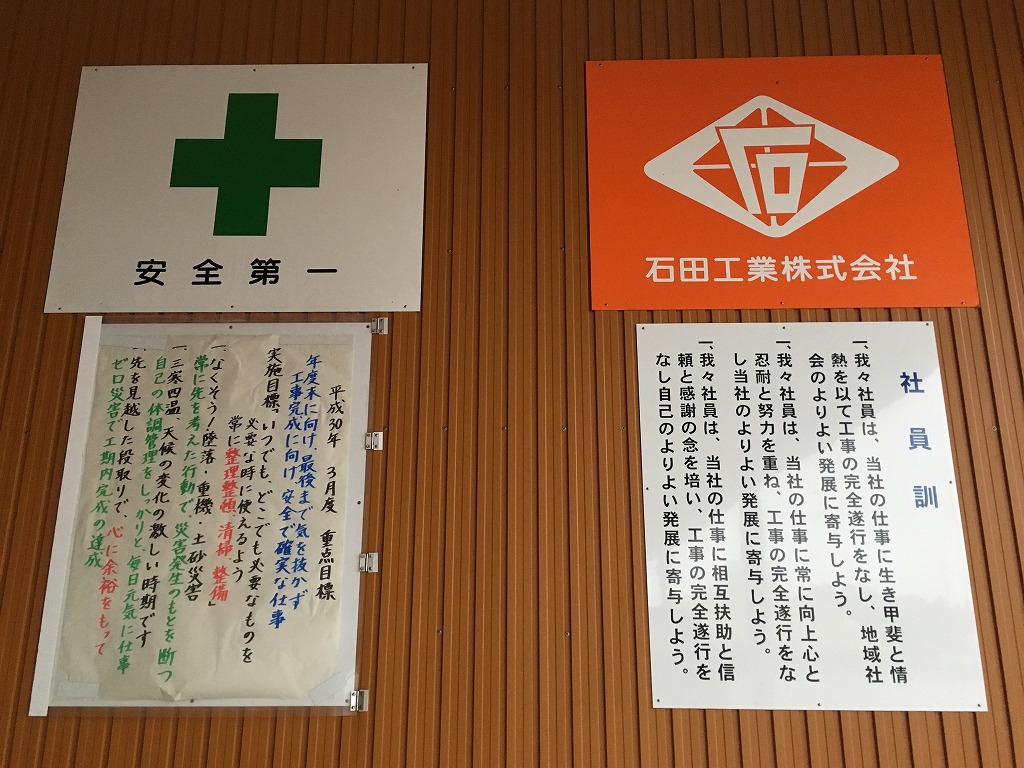 安全第一
石田工業株式会社
平成30年 3月度 重点目標
年度末に向け、最後まで気を抜かず
工事完成に向け 安全で確実な仕事
実施目標、いつでも、どこでも必要なものを
必要な時に使えるよう
常に整理整頓、清掃、整備
一、なくそう!墜落・重機・土砂災害」
常に先を考えた行動で、災害発生のもとを断つ
一、三寒四温 天候の変化の激しい時期です
自己の体調管理をしっかりと 毎日元気に仕事
一、先を見越した段取りで、心に余裕をもって
ゼロ災害で工期内完成の達成
社員訓
一、我々社員は、当社の仕事に生き甲斐と情
熱を以て工事の完全遂行をなし、地域社
会のよりよい発展に寄与しよう。
一、我々社員は、当社の仕事に常に向上心と
忍耐と努力を重ね、工事の完全遂行をな
し当社のよりよい発展に寄与しよう。
一、我々社員は、当社の仕事に相互扶助と信
頼と感謝の念を培い、工事の完全遂行を
なし自己のよりよい発展に寄与しよう。